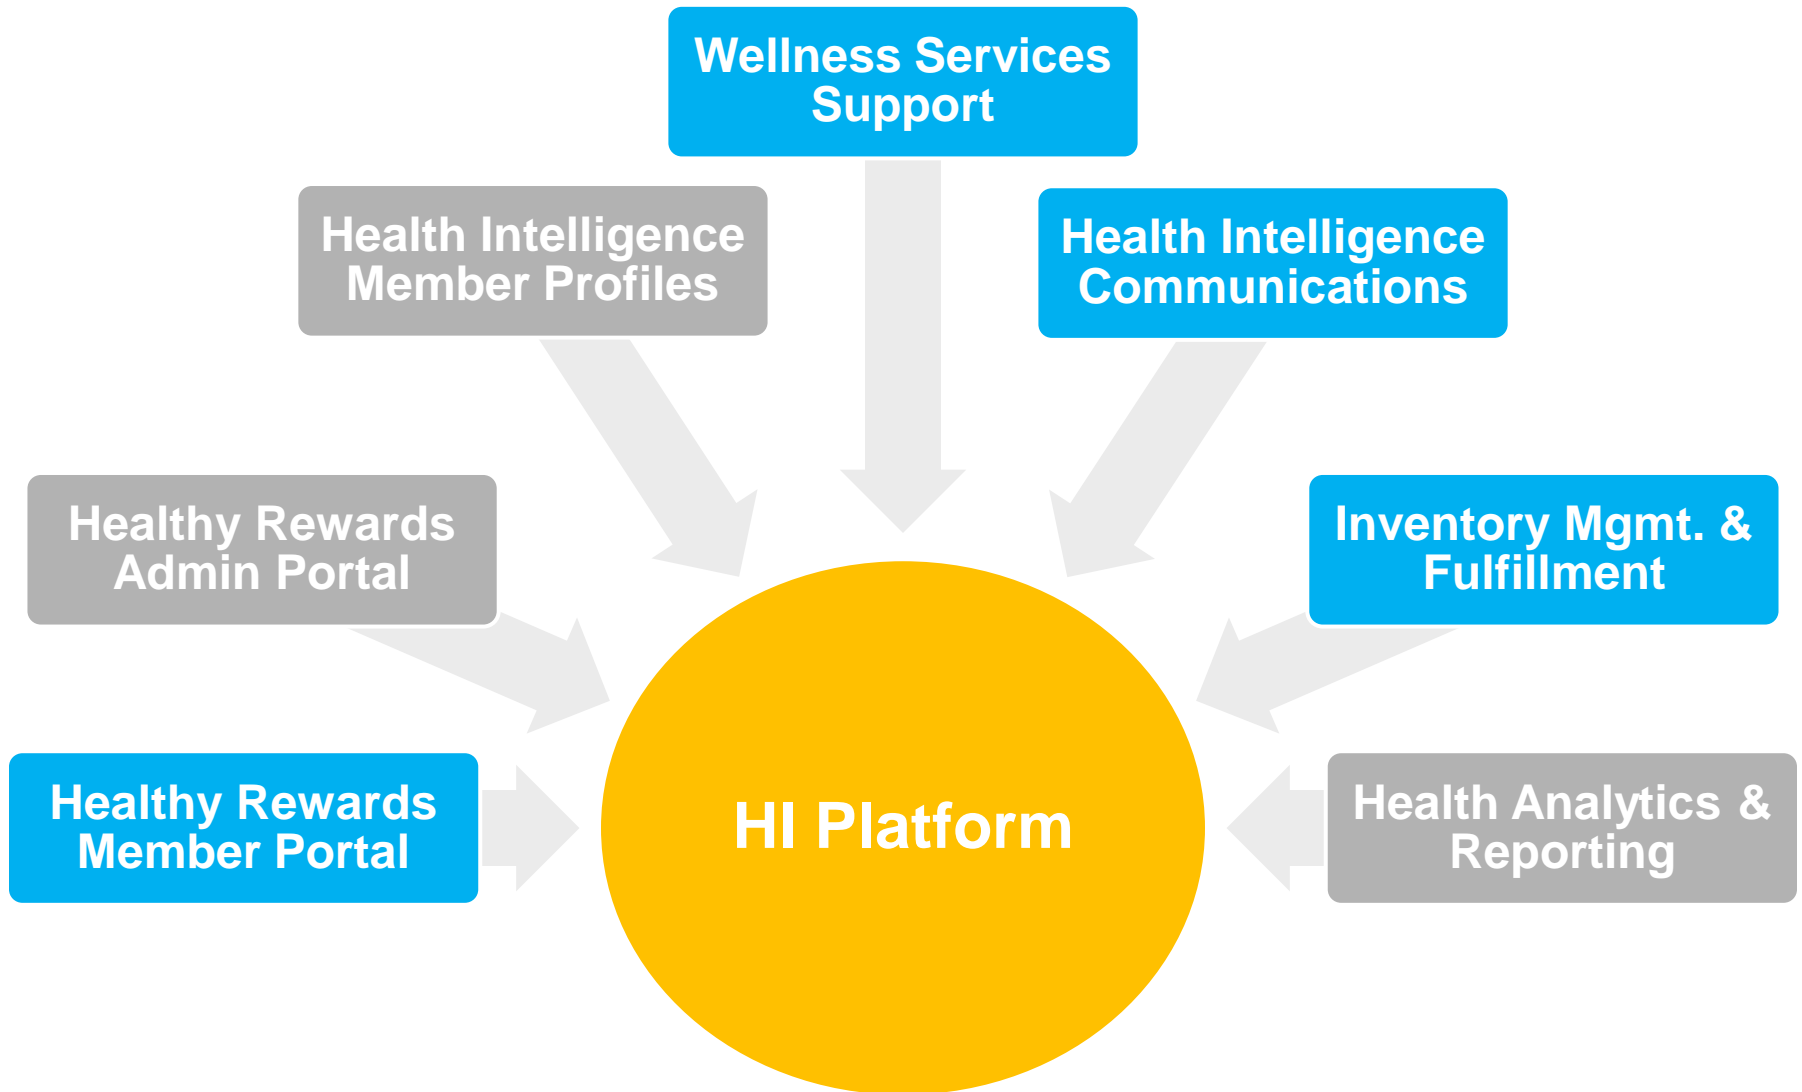 Wellness Services
Support
Health Intelligence
Member Profiles
Health Intelligence
Communications
Healthy Rewards
Admin Portal
Inventory Mgmt. &
Fulfillment
Healthy Rewards
Member Portal
HI Platform
Health Analytics &
Reporting